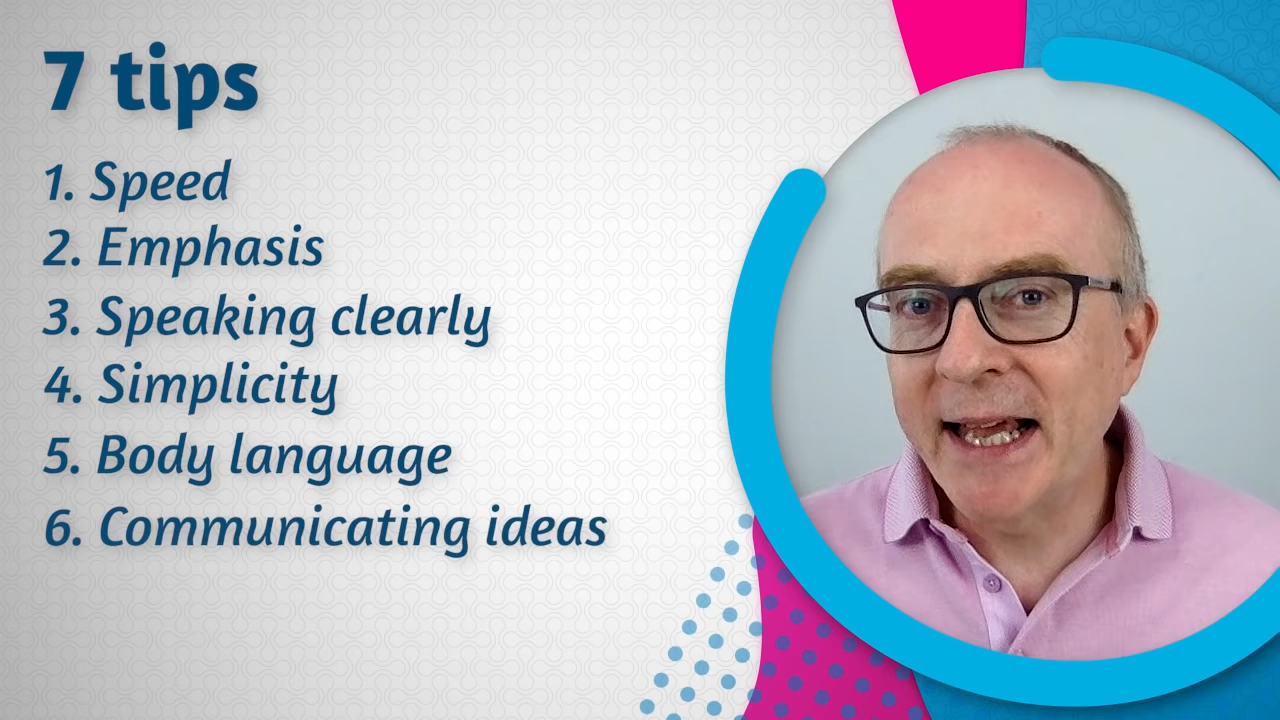 7 tips
1. Speed
2. Emphasis
3. Speaking clearly
4. Simplicity
5. Body language
6. Communicating ideas